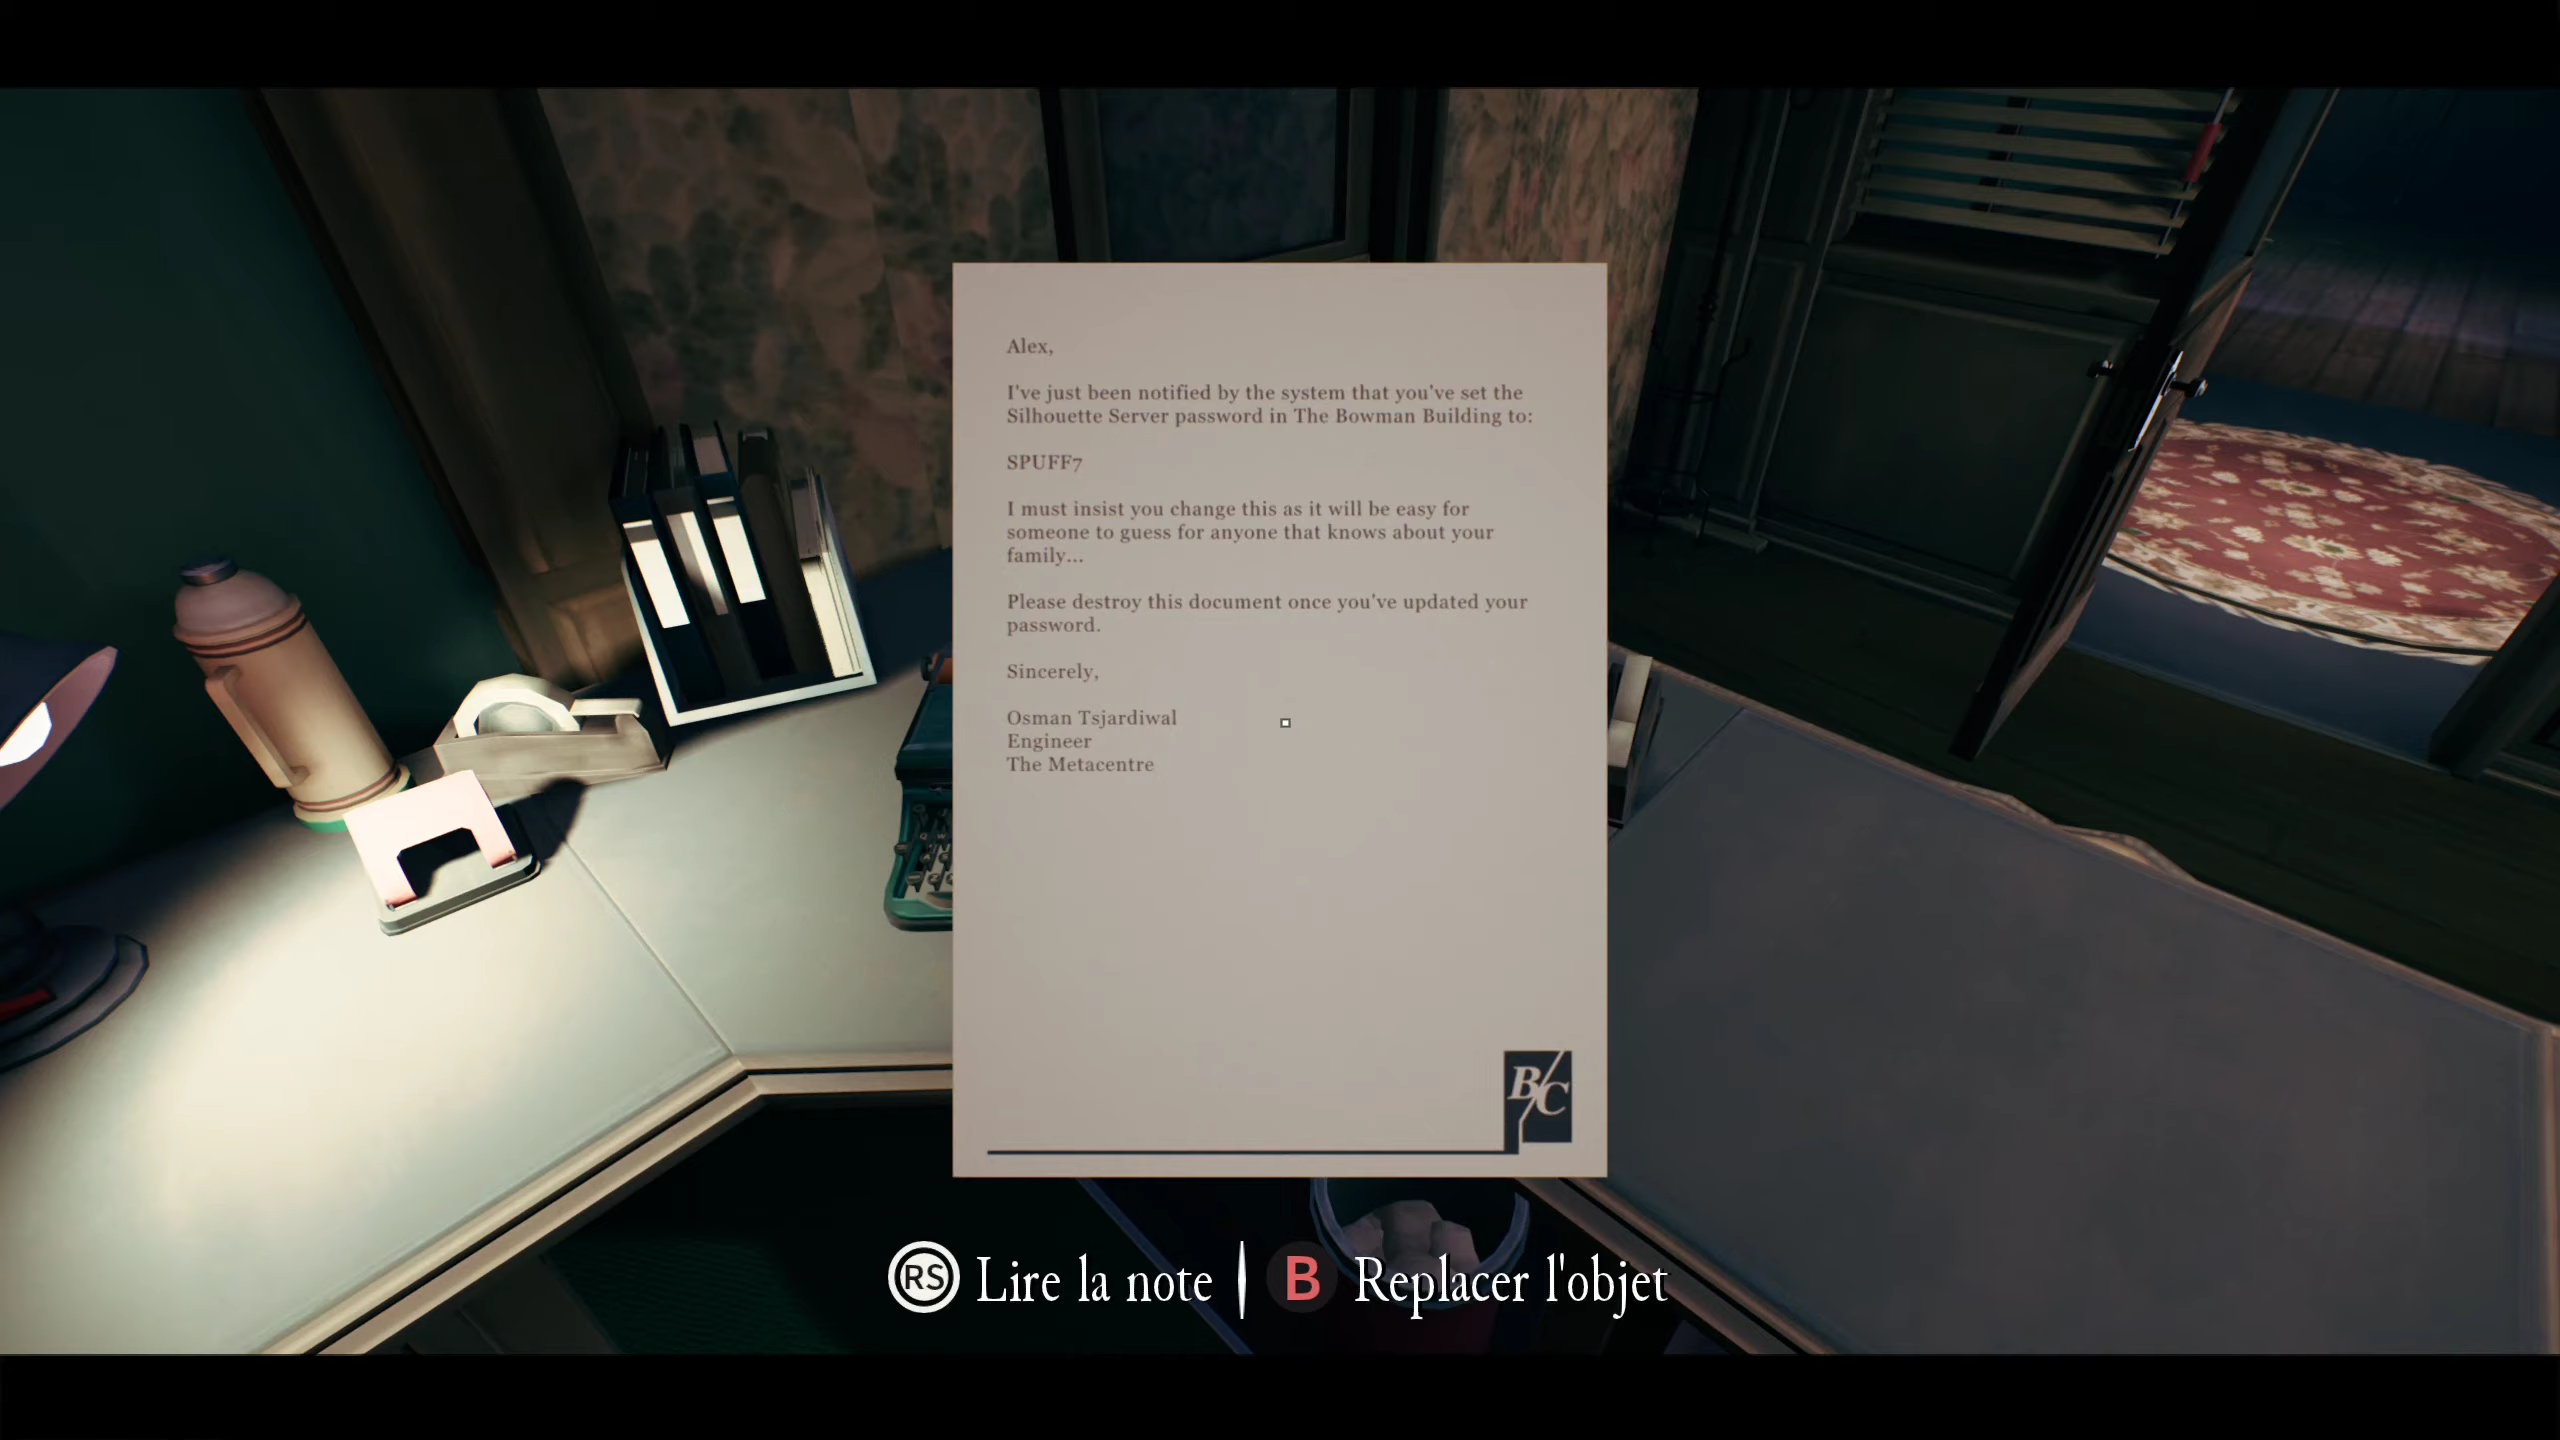 Alex,
I've just been notified by the system that you've set the
Silhouette Server password in The Bowman Building to:
SPUFF7
I must insist you change this as it will be easy for
someone to guess for anyone that knows about your
family...
Please destroy this document once you've updated your
password.
Sincerely,
Osman Tsjardiwal
Engineer
The Metacentre
B/C
RS Lire la note | B Replacer l'objet